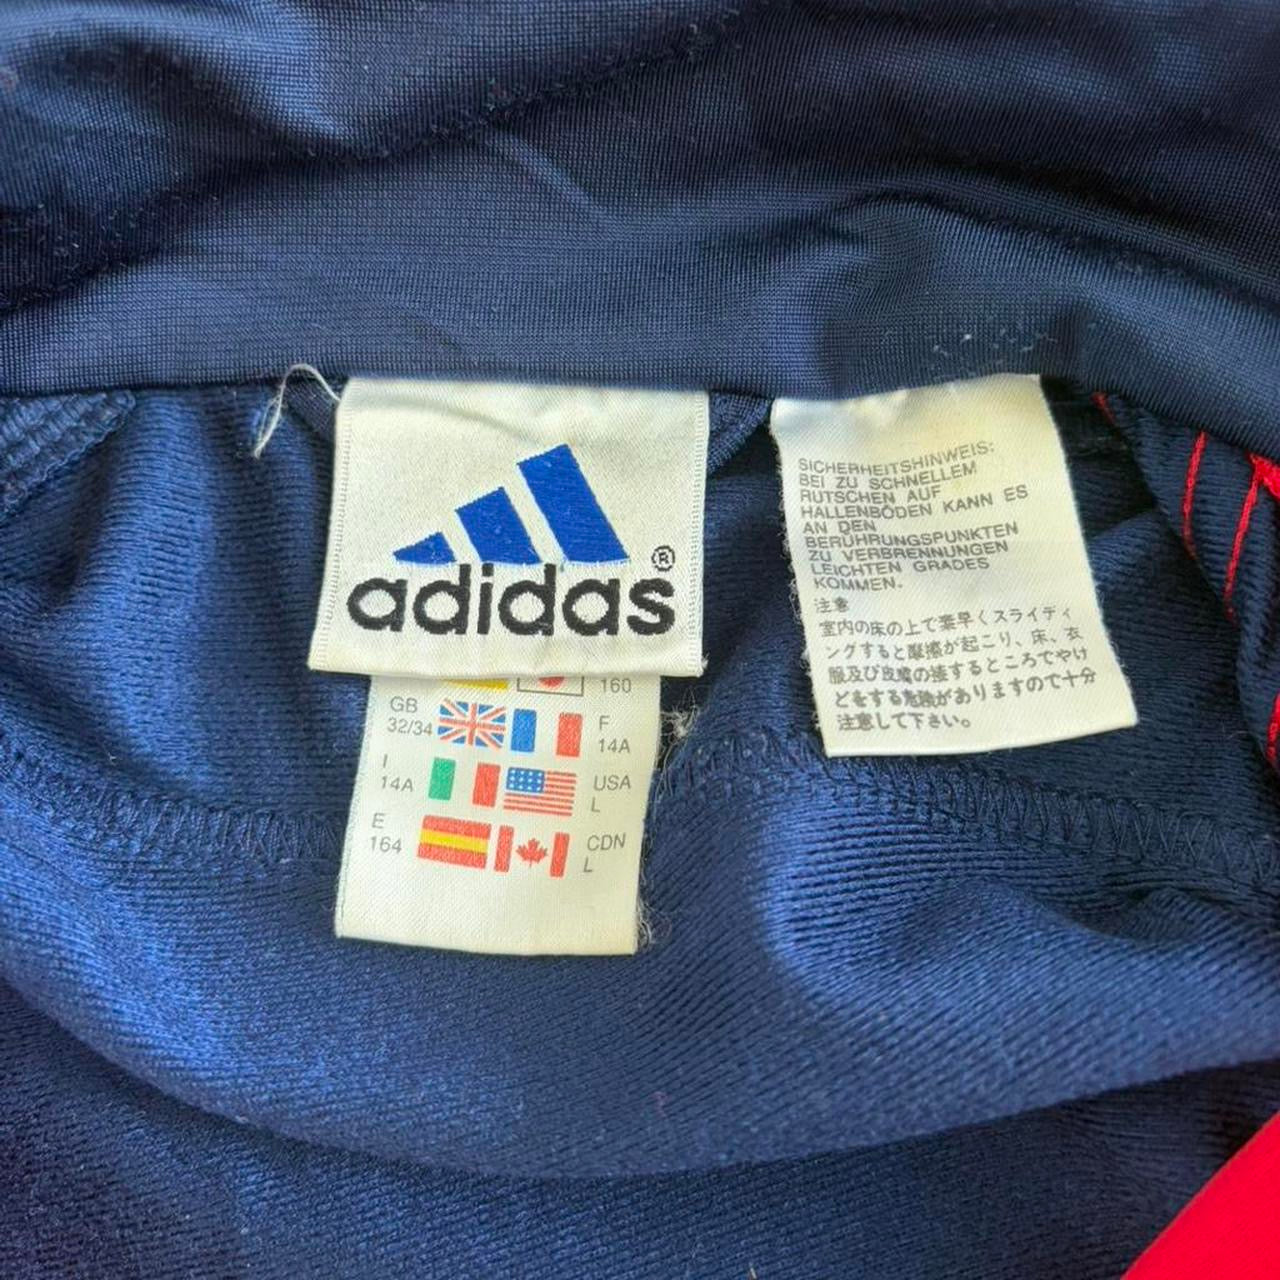 adidas®
160
GB
32/34
F
14A
I
14A
USA
L
E
164
CDN
L
SICHERHEITSHINWEIS:
BEI ZU SCHNELLEM
RUTSCHEN AUF
HALLENBÖDEN KANN ES
AN DEN
BERÜHRUNGSPUNKTEN
ZU VERBRENNUNGEN
LEICHTEN GRADES
KOMMEN.
注意
室内の床の上で素早くスライディ
ングすると摩擦が起こり、床、衣
服及び皮膚の接するところでやけ
どをする危険がありますので十分
注意して下さい。